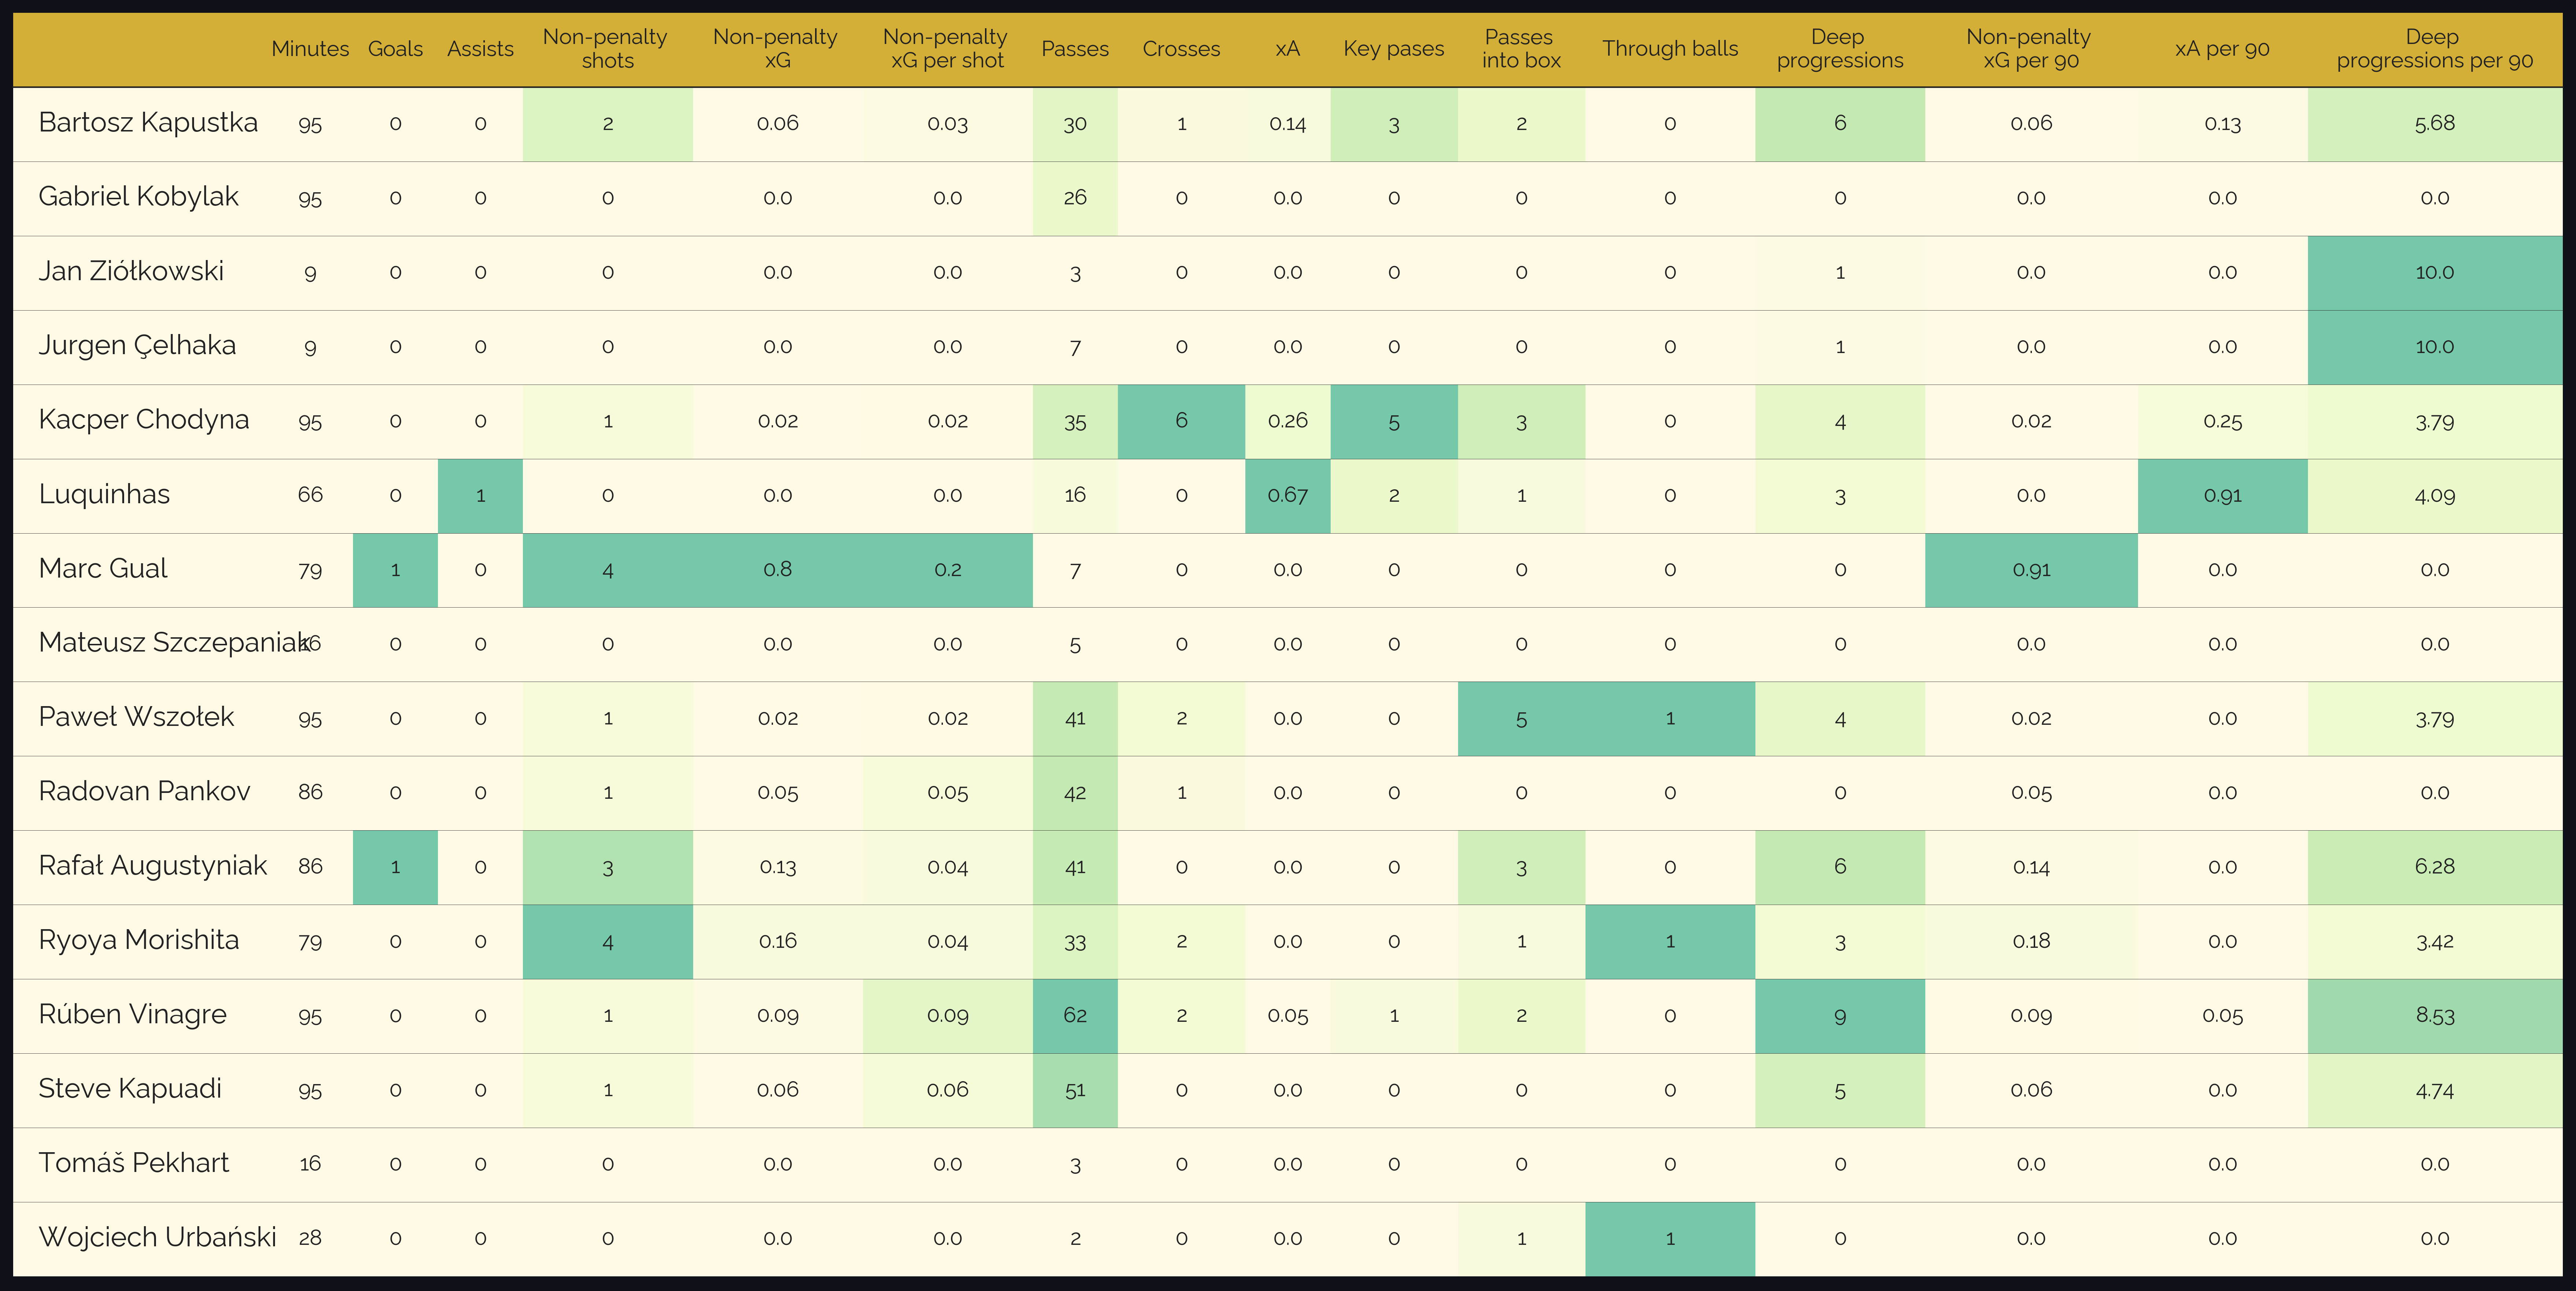 Minutes Goals Assists Non-penalty shots Non-penalty xG Non-penalty xG per shot Passes Crosses xA Key pases Passes into box Through balls Deep progressions Non-penalty xG per 90 xA per 90 Deep progressions per 90
Bartosz Kapustka 95 0 0 2 0.06 0.03 30 1 0.14 3 2 0 6 0.06 0.13 5.68
Gabriel Kobylak 95 0 0 0 0.0 0.0 26 0 0.0 0 0 0 0 0.0 0.0 0.0
Jan Ziółkowski 9 0 0 0 0.0 0.0 3 0 0.0 0 0 0 1 0.0 0.0 10.0
Jurgen Çelhaka 9 0 0 0 0.0 0.0 7 0 0.0 0 0 0 1 0.0 0.0 10.0
Kacper Chodyna 95 0 0 1 0.02 0.02 35 6 0.26 5 3 0 4 0.02 0.25 3.79
Luquinhas 66 0 1 0 0.0 0.0 16 0 0.67 2 1 0 3 0.0 0.91 4.09
Marc Gual 79 1 0 4 0.8 0.2 7 0 0.0 0 0 0 0 0.91 0.0 0.0
Mateusz Szczepaniak 16 0 0 0 0.0 0.0 5 0 0.0 0 0 0 0 0.0 0.0 0.0
Paweł Wszołek 95 0 0 1 0.02 0.02 41 2 0.0 0 5 1 4 0.02 0.0 3.79
Radovan Pankov 86 0 0 1 0.05 0.05 42 1 0.0 0 0 0 0 0.05 0.0 0.0
Rafał Augustyniak 86 1 0 3 0.13 0.04 41 0 0.0 0 3 0 6 0.14 0.0 6.28
Ryoya Morishita 79 0 0 4 0.16 0.04 33 2 0.0 0 1 1 3 0.18 0.0 3.42
Rúben Vinagre 95 0 0 1 0.09 0.09 62 2 0.05 1 2 0 9 0.09 0.05 8.53
Steve Kapuadi 95 0 0 1 0.06 0.06 51 0 0.0 0 0 0 5 0.06 0.0 4.74
Tomáš Pekhart 16 0 0 0 0.0 0.0 3 0 0.0 0 0 0 0 0.0 0.0 0.0
Wojciech Urbański 28 0 0 0 0.0 0.0 2 0 0.0 0 1 1 0 0.0 0.0 0.0